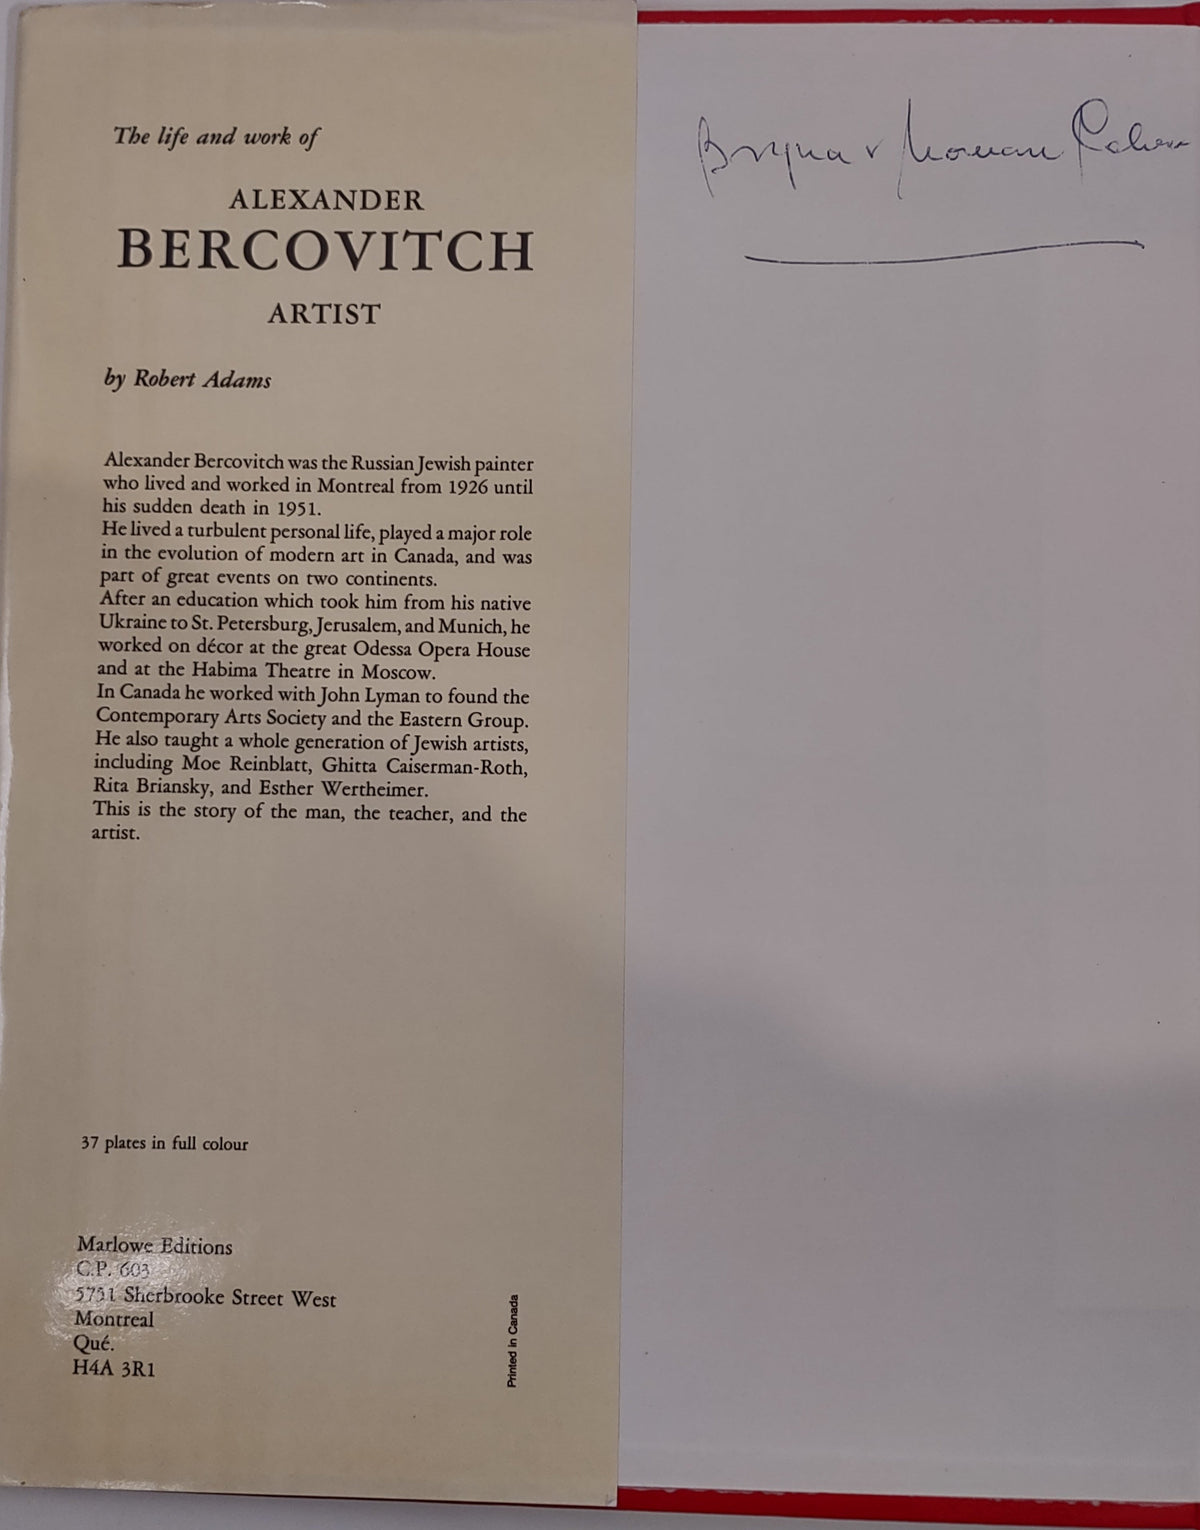 The life and work of
ALEXANDER
BERCOVITCH
ARTIST
by Robert Adams
Alexander Bercovitch was the Russian Jewish painter
who lived and worked in Montreal from 1926 until
his sudden death in 1951.
He lived a turbulent personal life, played a major role
in the evolution of modern art in Canada, and was
part of great events on two continents.
After an education which took him from his native
Ukraine to St. Petersburg, Jerusalem, and Munich, he
worked on décor at the great Odessa Opera House
and at the Habima Theatre in Moscow.
In Canada he worked with John Lyman to found the
Contemporary Arts Society and the Eastern Group.
He also taught a whole generation of Jewish artists,
including Moe Reinblatt, Ghitta Caiserman-Roth,
Rita Briansky, and Esther Wertheimer.
This is the story of the man, the teacher, and the
artist.
37 plates in full colour
Marlowe Editions
C.P. 603
5751 Sherbrooke Street West
Montreal
Qué.
H4A 3R1
Printed in Canada